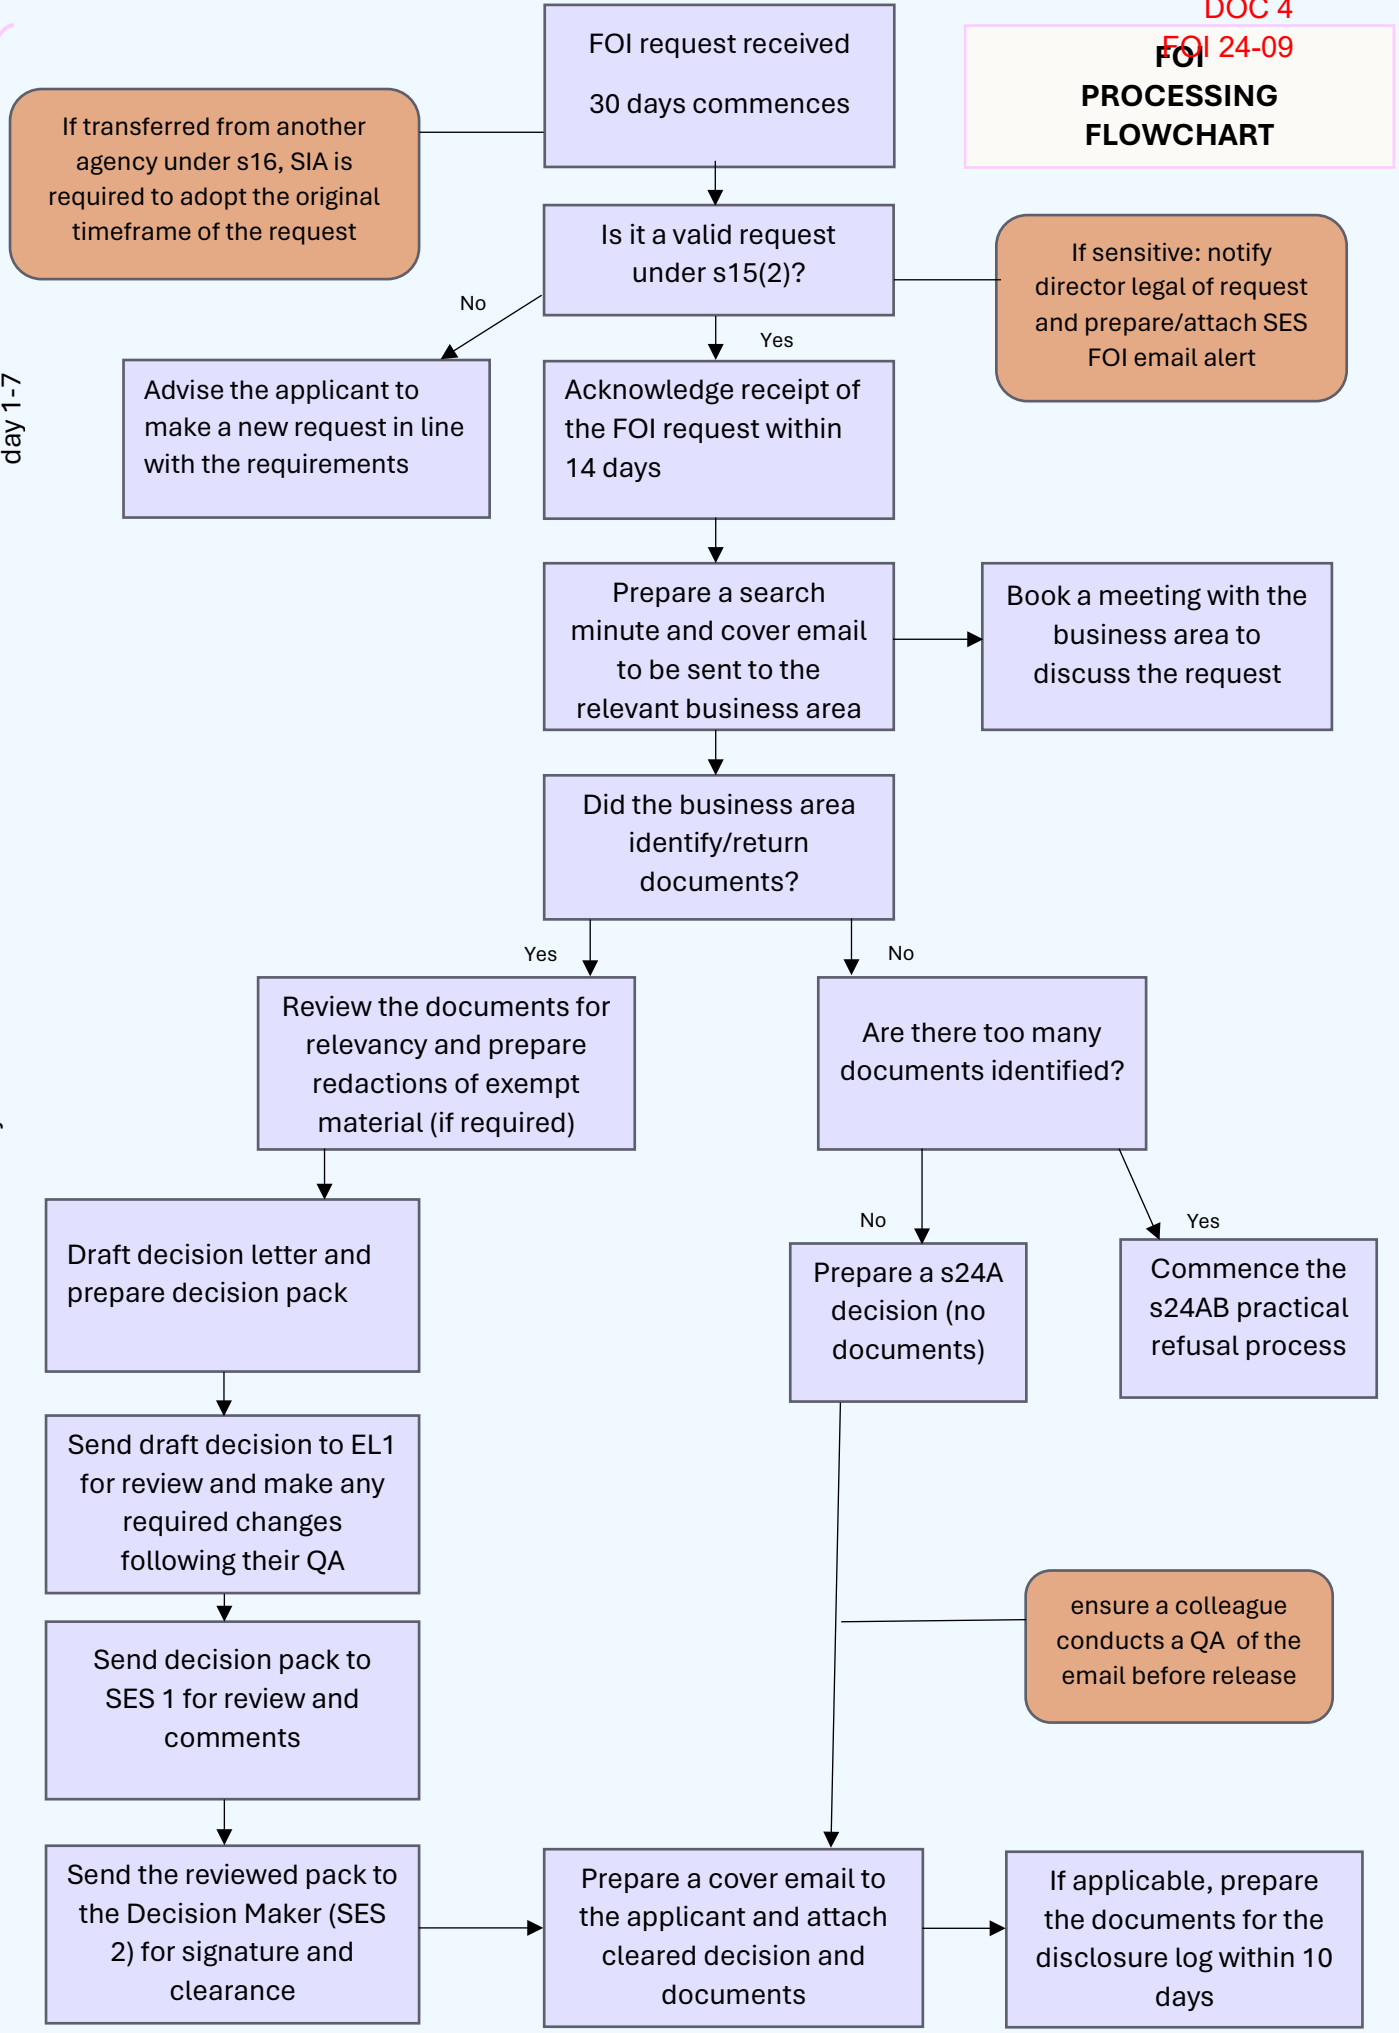 DOC 4
FOI 24-09
FOI
PROCESSING
FLOWCHART
FOI request received
30 days commences
If transferred from another
agency under s16, SIA is
required to adopt the original
timeframe of the request
Is it a valid request
under s15(2)?
If sensitive: notify
director legal of request
and prepare/attach SES
FOI email alert
No
Yes
day 1-7
Advise the applicant to
make a new request in line
with the requirements
Acknowledge receipt of
the FOI request within
14 days
Prepare a search
minute and cover email
to be sent to the
relevant business area
Book a meeting with the
business area to
discuss the request
Did the business area
identify/return
documents?
Yes
No
Review the documents for
relevancy and prepare
redactions of exempt
material (if required)
Are there too many
documents identified?
No
Yes
Draft decision letter and
prepare decision pack
Prepare a s24A
decision (no
documents)
Commence the
s24AB practical
refusal process
Send draft decision to EL1
for review and make any
required changes
following their QA
ensure a colleague
conducts a QA  of the
email before release
Send decision pack to
SES 1 for review and
comments
Send the reviewed pack to
the Decision Maker (SES
2) for signature and
clearance
Prepare a cover email to
the applicant and attach
cleared decision and
documents
If applicable, prepare
the documents for the
disclosure log within 10
days